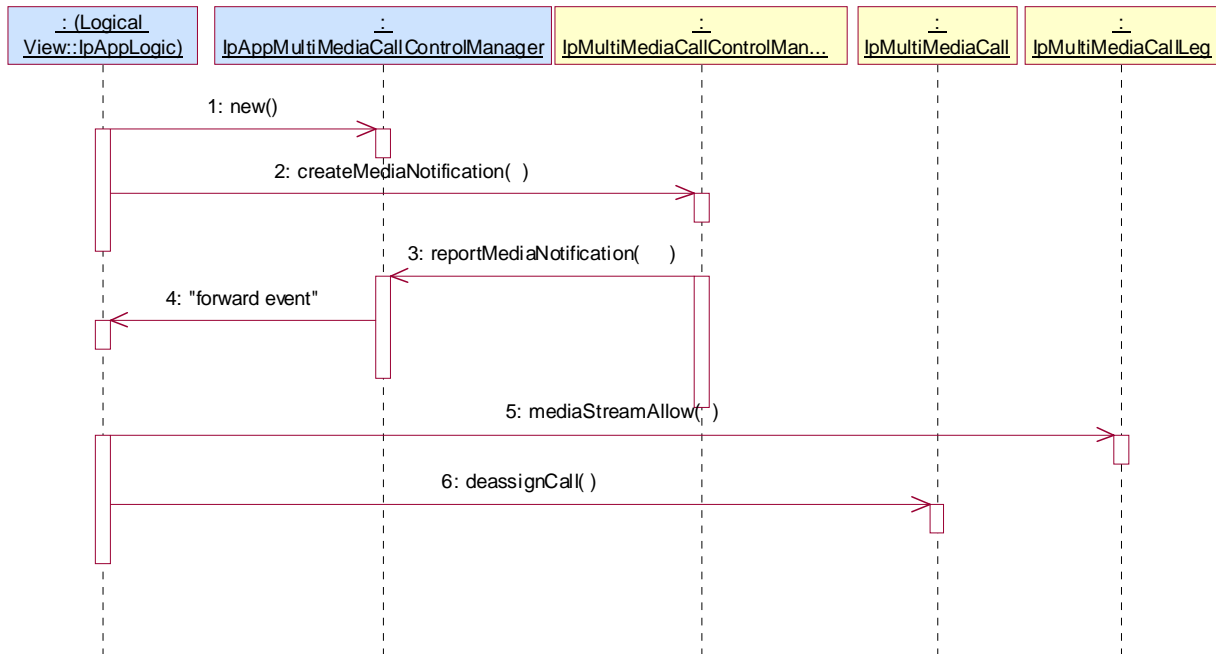 : (Logical
View::IpAppLogic)
:
IpAppMultiMediaCallControlManager
:
IpMultiMediaCallControlMan...
:
IpMultiMediaCall
:
IpMultiMediaCallLeg
1: new()
2: createMediaNotification( )
3: reportMediaNotification( )
4: "forward event"
5: mediaStreamAllow( )
6: deassignCall( )